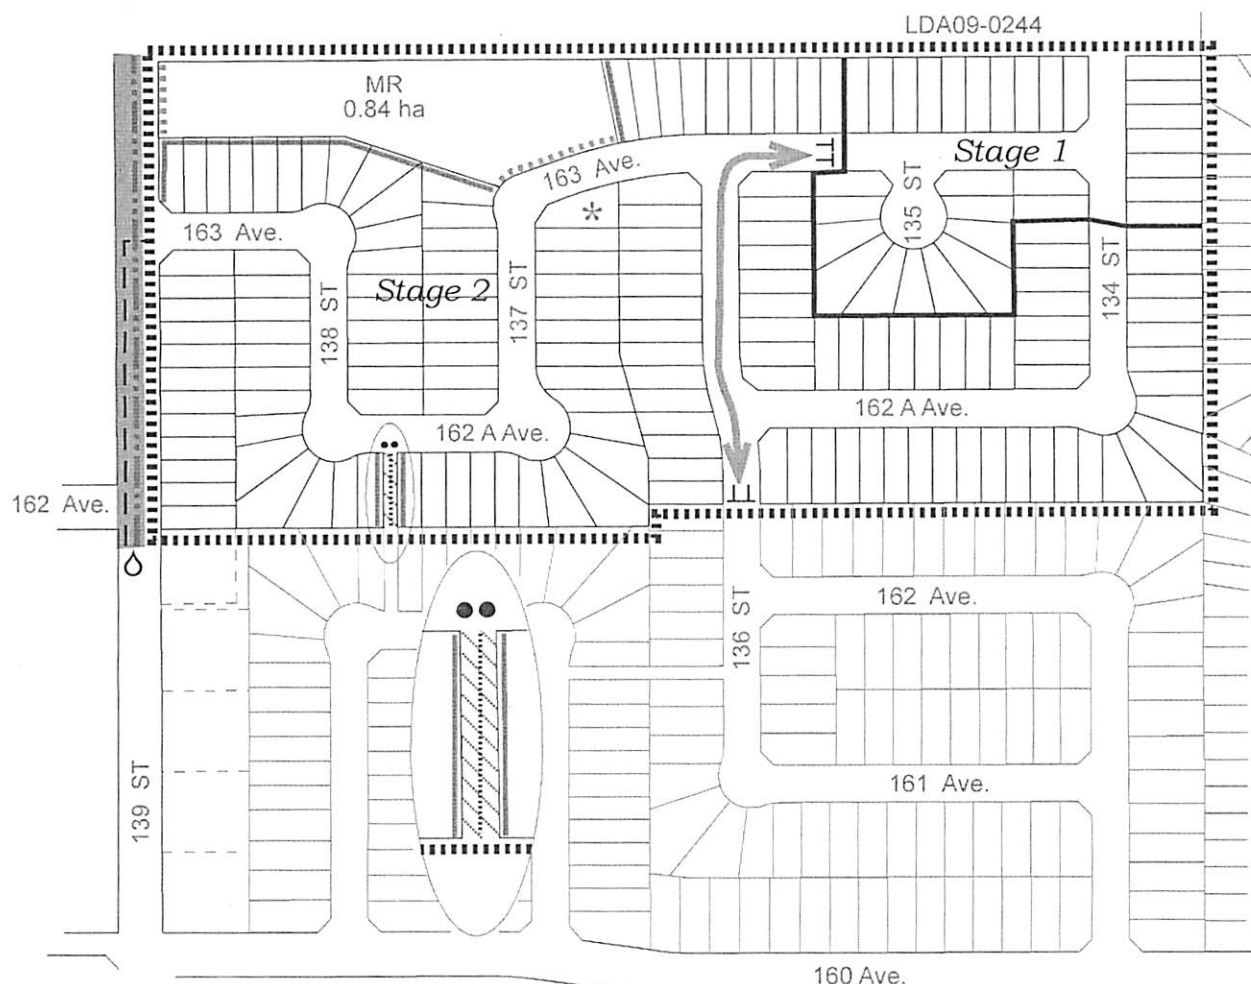 LDA09-0244
MR
0.84 ha
163 Ave.
Stage 1
135 ST
163 Ave.
134 ST
Stage 2
137 ST
138 ST
162 A Ave.
162 A Ave.
162 Ave.
162 Ave.
136 ST
139 ST
161 Ave.
160 Ave.